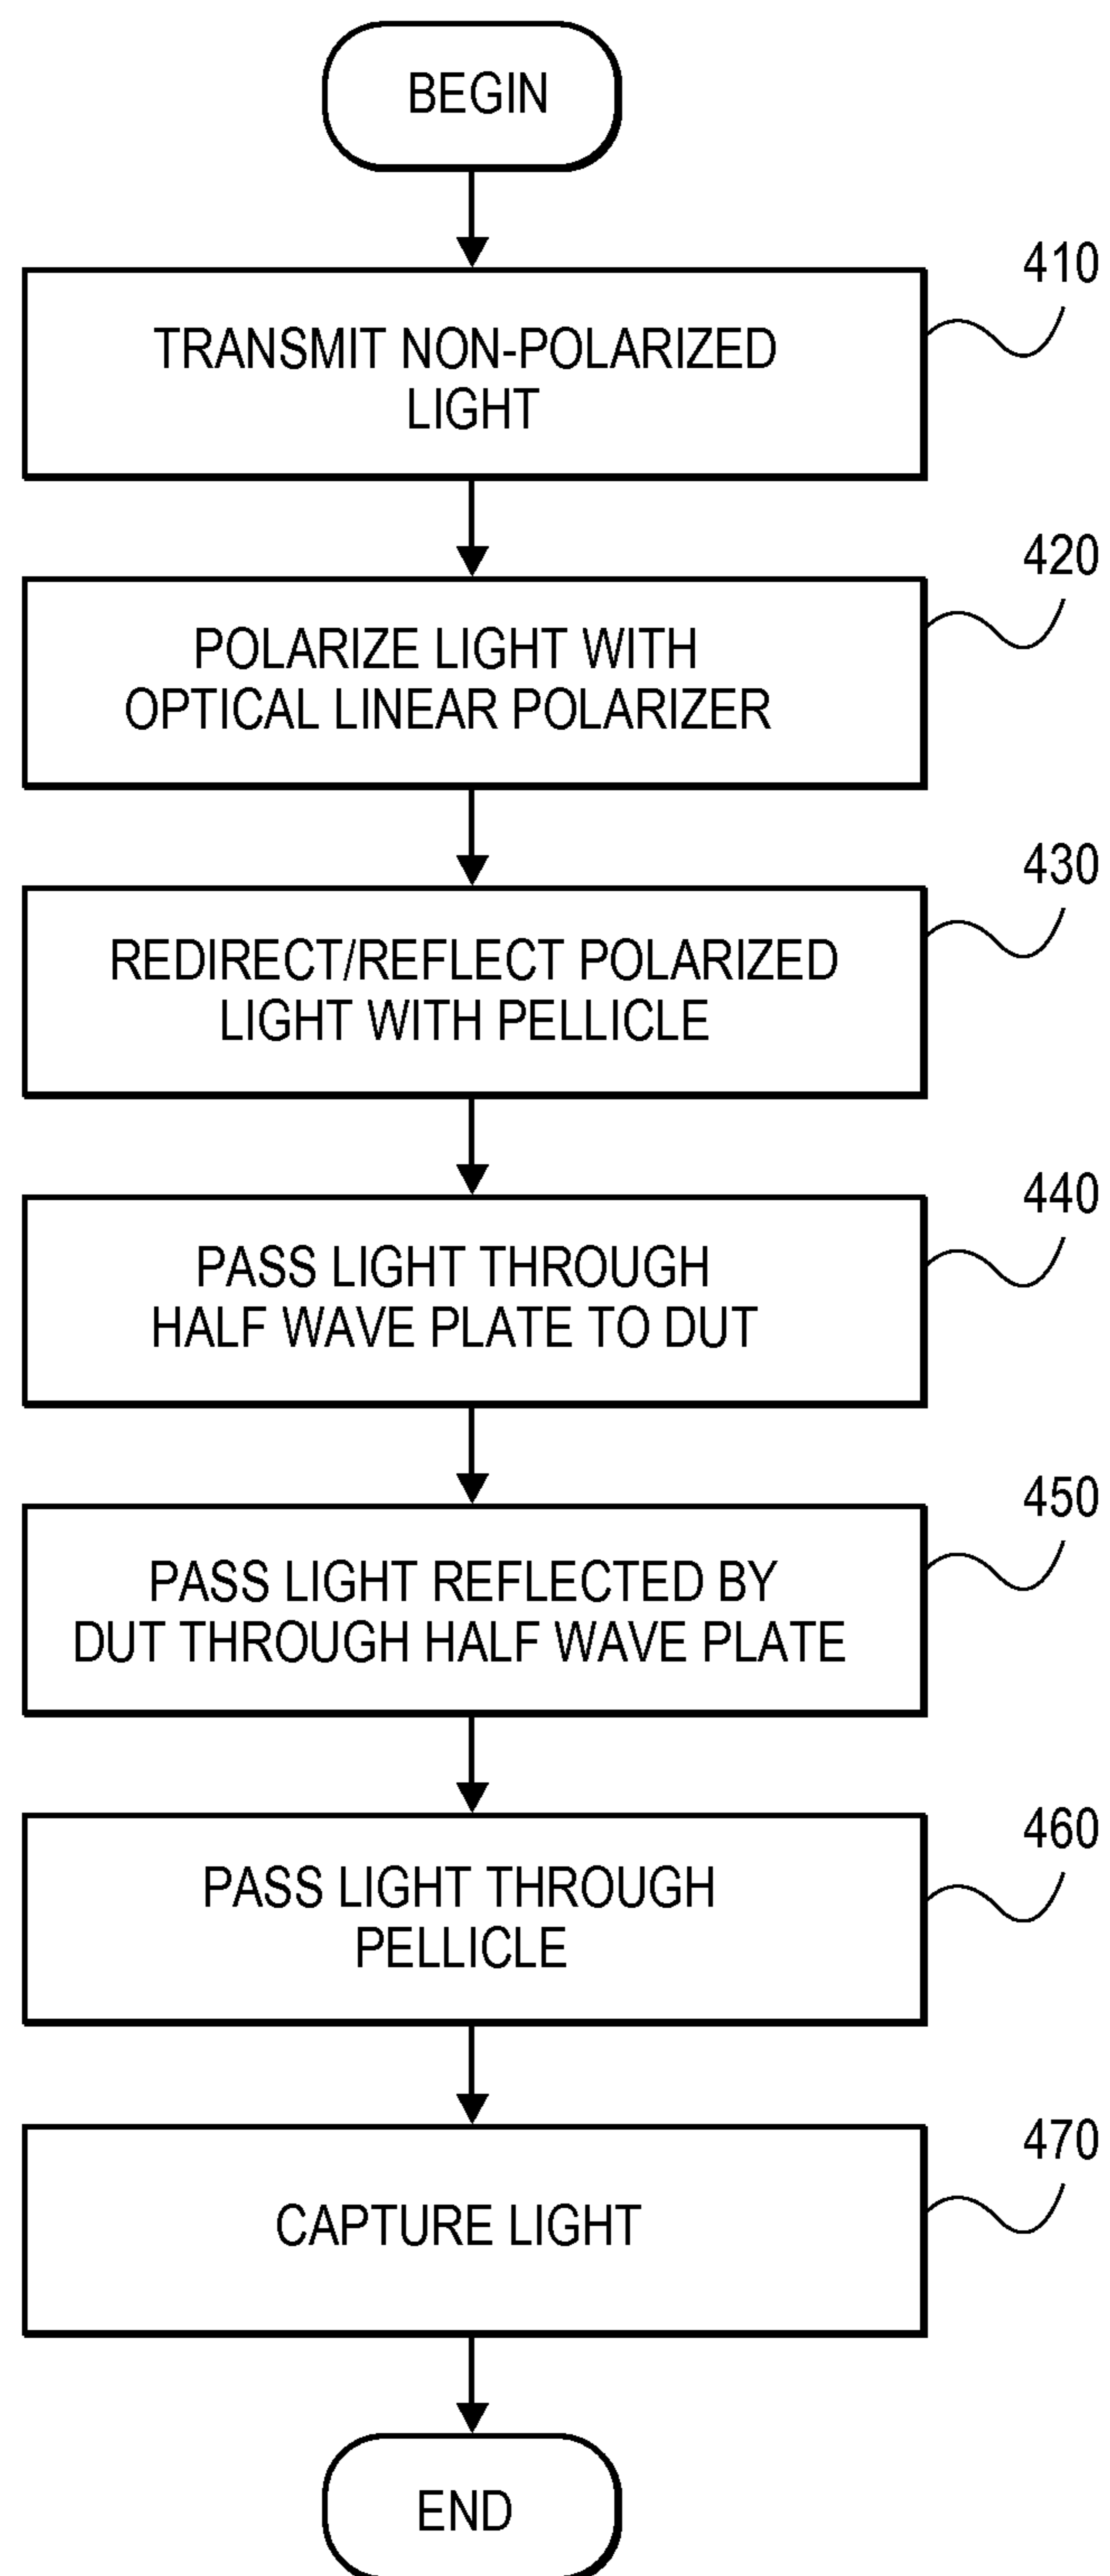 BEGIN
410
TRANSMIT NON-POLARIZED
LIGHT
420
POLARIZE LIGHT WITH
OPTICAL LINEAR POLARIZER
430
REDIRECT/REFLECT POLARIZED
LIGHT WITH PELLICLE
440
PASS LIGHT THROUGH
HALF WAVE PLATE TO DUT
450
PASS LIGHT REFLECTED BY
DUT THROUGH HALF WAVE PLATE
460
PASS LIGHT THROUGH
PELLICLE
470
CAPTURE LIGHT
END